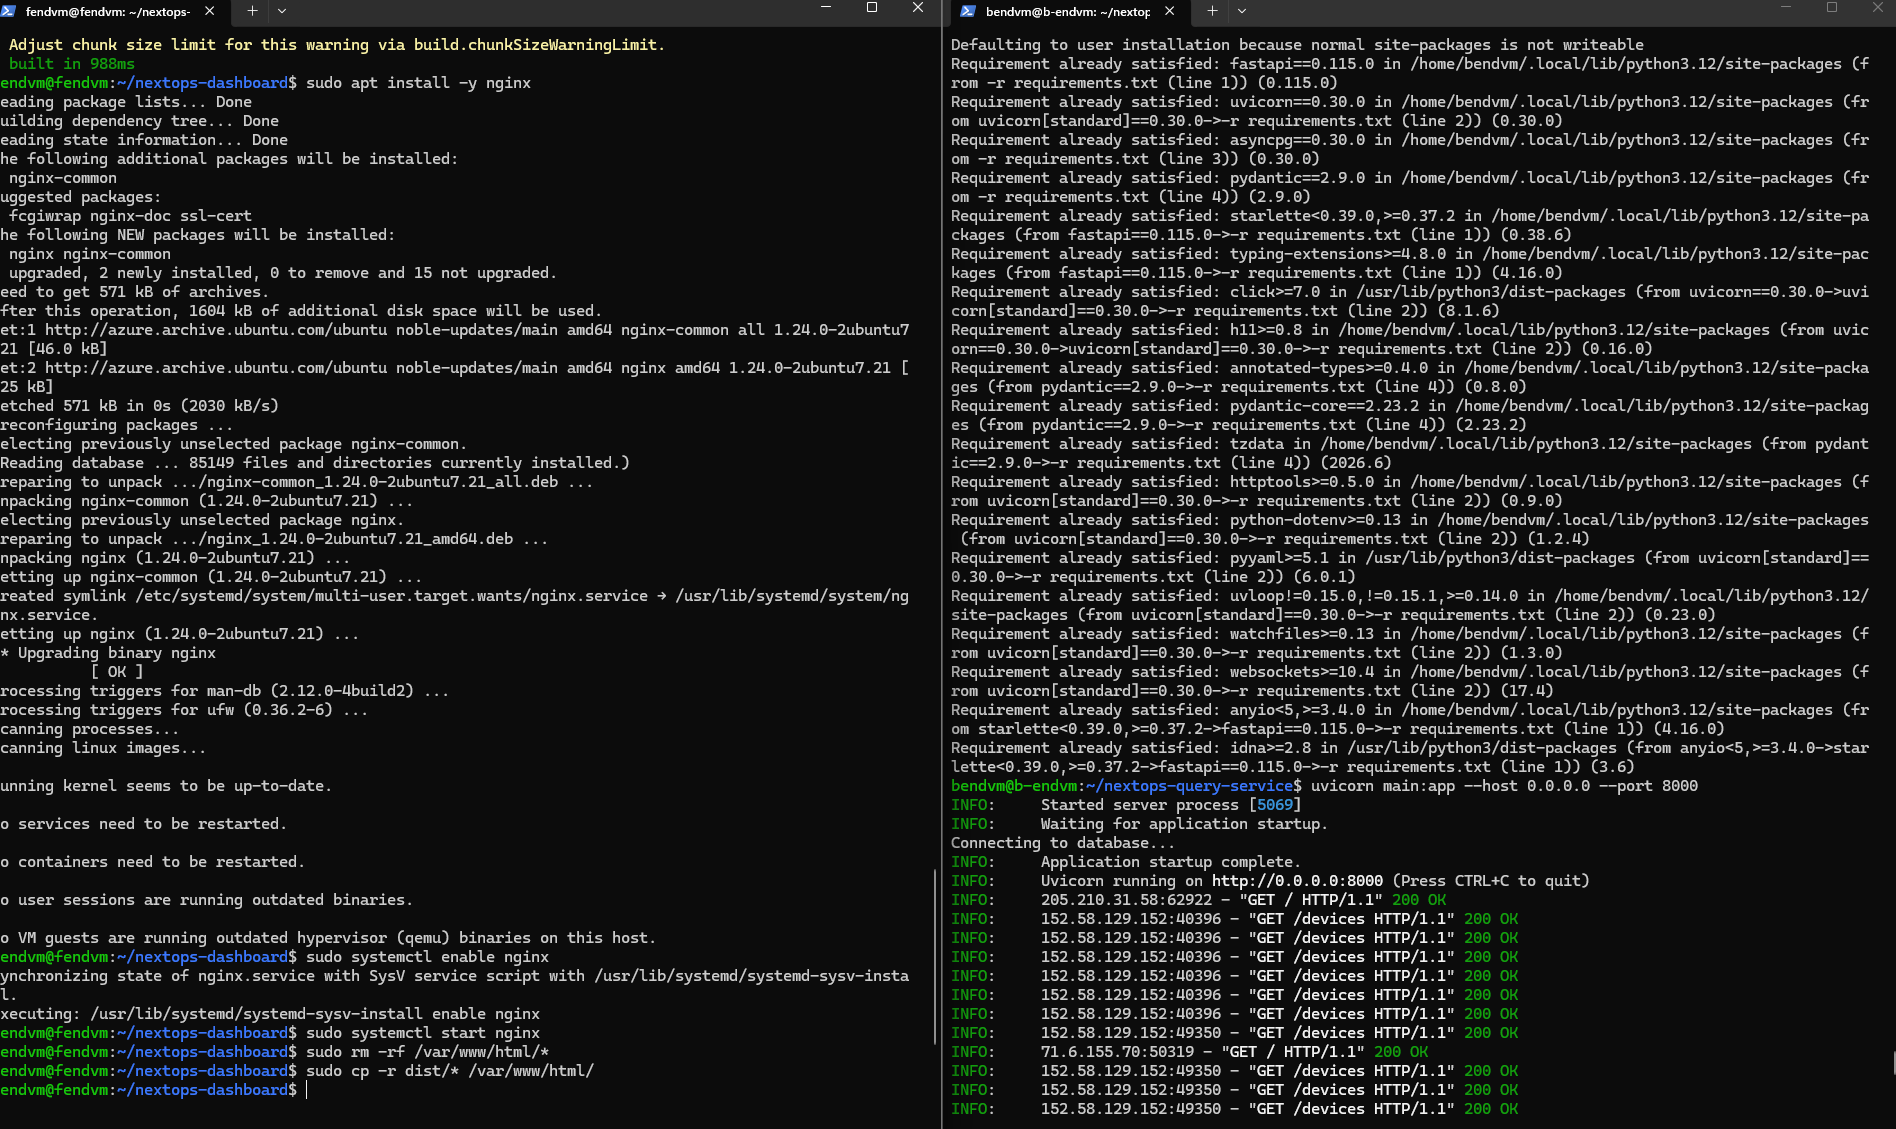 fendvm@fendvm: ~/nextops-
Adjust chunk size limit for this warning via build.chunkSizeWarningLimit.
built in 988ms
endvm@fendvm:~/nextops-dashboard$ sudo apt install -y nginx
eading package lists... Done
uilding dependency tree... Done
eading state information... Done
he following additional packages will be installed:
nginx-common
uggested packages:
fcgiwrap nginx-doc ssl-cert
he following NEW packages will be installed:
nginx nginx-common
upgraded, 2 newly installed, 0 to remove and 15 not upgraded.
eed to get 571 kB of archives.
fter this operation, 1604 kB of additional disk space will be used.
et:1 http://azure.archive.ubuntu.com/ubuntu noble-updates/main amd64 nginx-common all 1.24.0-2ubuntu7
21 [46.0 kB]
et:2 http://azure.archive.ubuntu.com/ubuntu noble-updates/main amd64 nginx amd64 1.24.0-2ubuntu7.21 [
25 kB]
etched 571 kB in 0s (2030 kB/s)
reconfiguring packages ...
electing previously unselected package nginx-common.
Reading database ... 85149 files and directories currently installed.)
reparing to unpack .../nginx-common_1.24.0-2ubuntu7.21_all.deb ...
npacking nginx-common (1.24.0-2ubuntu7.21) ...
electing previously unselected package nginx.
reparing to unpack .../nginx_1.24.0-2ubuntu7.21_amd64.deb ...
npacking nginx (1.24.0-2ubuntu7.21) ...
etting up nginx-common (1.24.0-2ubuntu7.21) ...
reated symlink /etc/systemd/system/multi-user.target.wants/nginx.service → /usr/lib/systemd/system/ng
nx.service.
etting up nginx (1.24.0-2ubuntu7.21) ...
* Upgrading binary nginx
[ OK ]
rocessing triggers for man-db (2.12.0-4build2) ...
rocessing triggers for ufw (0.36.2-6) ...
canning processes...
canning linux images...
unning kernel seems to be up-to-date.
o services need to be restarted.
o containers need to be restarted.
o user sessions are running outdated binaries.
o VM guests are running outdated hypervisor (qemu) binaries on this host.
endvm@fendvm:~/nextops-dashboard$ sudo systemctl enable nginx
ynchronizing state of nginx.service with SysV service script with /usr/lib/systemd/systemd-sysv-insta
l.
xecuting: /usr/lib/systemd/systemd-sysv-install enable nginx
endvm@fendvm:~/nextops-dashboard$ sudo systemctl start nginx
endvm@fendvm:~/nextops-dashboard$ sudo rm -rf /var/www/html/*
endvm@fendvm:~/nextops-dashboard$ sudo cp -r dist/* /var/www/html/
endvm@fendvm:~/nextops-dashboard$
bendvm@b-endvm: ~/nextop
Defaulting to user installation because normal site-packages is not writeable
Requirement already satisfied: fastapi==0.115.0 in /home/bendvm/.local/lib/python3.12/site-packages (f
rom -r requirements.txt (line 1)) (0.115.0)
Requirement already satisfied: uvicorn==0.30.0 in /home/bendvm/.local/lib/python3.12/site-packages (fr
om uvicorn[standard]==0.30.0->-r requirements.txt (line 2)) (0.30.0)
Requirement already satisfied: asyncpg==0.30.0 in /home/bendvm/.local/lib/python3.12/site-packages (fr
om -r requirements.txt (line 3)) (0.30.0)
Requirement already satisfied: pydantic==2.9.0 in /home/bendvm/.local/lib/python3.12/site-packages (fr
om -r requirements.txt (line 4)) (2.9.0)
Requirement already satisfied: starlette<0.39.0,>=0.37.2 in /home/bendvm/.local/lib/python3.12/site-pa
ckages (from fastapi==0.115.0->-r requirements.txt (line 1)) (0.38.6)
Requirement already satisfied: typing-extensions>=4.8.0 in /home/bendvm/.local/lib/python3.12/site-pac
kages (from fastapi==0.115.0->-r requirements.txt (line 1)) (4.16.0)
Requirement already satisfied: click>=7.0 in /usr/lib/python3/dist-packages (from uvicorn==0.30.0->uvi
corn[standard]==0.30.0->-r requirements.txt (line 2)) (8.1.6)
Requirement already satisfied: h11>=0.8 in /home/bendvm/.local/lib/python3.12/site-packages (from uvic
orn==0.30.0->uvicorn[standard]==0.30.0->-r requirements.txt (line 2)) (0.16.0)
Requirement already satisfied: annotated-types>=0.4.0 in /home/bendvm/.local/lib/python3.12/site-packa
ges (from pydantic==2.9.0->-r requirements.txt (line 4)) (0.8.0)
Requirement already satisfied: pydantic-core==2.23.2 in /home/bendvm/.local/lib/python3.12/site-packag
es (from pydantic==2.9.0->-r requirements.txt (line 4)) (2.23.2)
Requirement already satisfied: tzdata in /home/bendvm/.local/lib/python3.12/site-packages (from pydant
ic==2.9.0->-r requirements.txt (line 4)) (2026.6)
Requirement already satisfied: httptools>=0.5.0 in /home/bendvm/.local/lib/python3.12/site-packages (f
rom uvicorn[standard]==0.30.0->-r requirements.txt (line 2)) (0.9.0)
Requirement already satisfied: python-dotenv>=0.13 in /home/bendvm/.local/lib/python3.12/site-packages
(from uvicorn[standard]==0.30.0->-r requirements.txt (line 2)) (1.2.4)
Requirement already satisfied: pyyaml>=5.1 in /usr/lib/python3/dist-packages (from uvicorn[standard]==
0.30.0->-r requirements.txt (line 2)) (6.0.1)
Requirement already satisfied: uvloop!=0.15.0,!=0.15.1,>=0.14.0 in /home/bendvm/.local/lib/python3.12/
site-packages (from uvicorn[standard]==0.30.0->-r requirements.txt (line 2)) (0.23.0)
Requirement already satisfied: watchfiles>=0.13 in /home/bendvm/.local/lib/python3.12/site-packages (f
rom uvicorn[standard]==0.30.0->-r requirements.txt (line 2)) (1.3.0)
Requirement already satisfied: websockets>=10.4 in /home/bendvm/.local/lib/python3.12/site-packages (f
rom uvicorn[standard]==0.30.0->-r requirements.txt (line 2)) (17.4)
Requirement already satisfied: anyio<5,>=3.4.0 in /home/bendvm/.local/lib/python3.12/site-packages (fr
om starlette<0.39.0,>=0.37.2->fastapi==0.115.0->-r requirements.txt (line 1)) (4.16.0)
Requirement already satisfied: idna>=2.8 in /usr/lib/python3/dist-packages (from anyio<5,>=3.4.0->star
lette<0.39.0,>=0.37.2->fastapi==0.115.0->-r requirements.txt (line 1)) (3.6)
bendvm@b-endvm:~/nextops-query-service$ uvicorn main:app --host 0.0.0.0 --port 8000
INFO: Started server process [5069]
INFO: Waiting for application startup.
Connecting to database...
INFO: Application startup complete.
INFO: Uvicorn running on http://0.0.0.0:8000 (Press CTRL+C to quit)
INFO: 205.210.31.58:62922 - "GET / HTTP/1.1" 200 OK
INFO: 152.58.129.152:40396 - "GET /devices HTTP/1.1" 200 OK
INFO: 152.58.129.152:40396 - "GET /devices HTTP/1.1" 200 OK
INFO: 152.58.129.152:40396 - "GET /devices HTTP/1.1" 200 OK
INFO: 152.58.129.152:40396 - "GET /devices HTTP/1.1" 200 OK
INFO: 152.58.129.152:40396 - "GET /devices HTTP/1.1" 200 OK
INFO: 152.58.129.152:40396 - "GET /devices HTTP/1.1" 200 OK
INFO: 152.58.129.152:49350 - "GET /devices HTTP/1.1" 200 OK
INFO: 71.6.155.70:50319 - "GET / HTTP/1.1" 200 OK
INFO: 152.58.129.152:49350 - "GET /devices HTTP/1.1" 200 OK
INFO: 152.58.129.152:49350 - "GET /devices HTTP/1.1" 200 OK
INFO: 152.58.129.152:49350 - "GET /devices HTTP/1.1" 200 OK